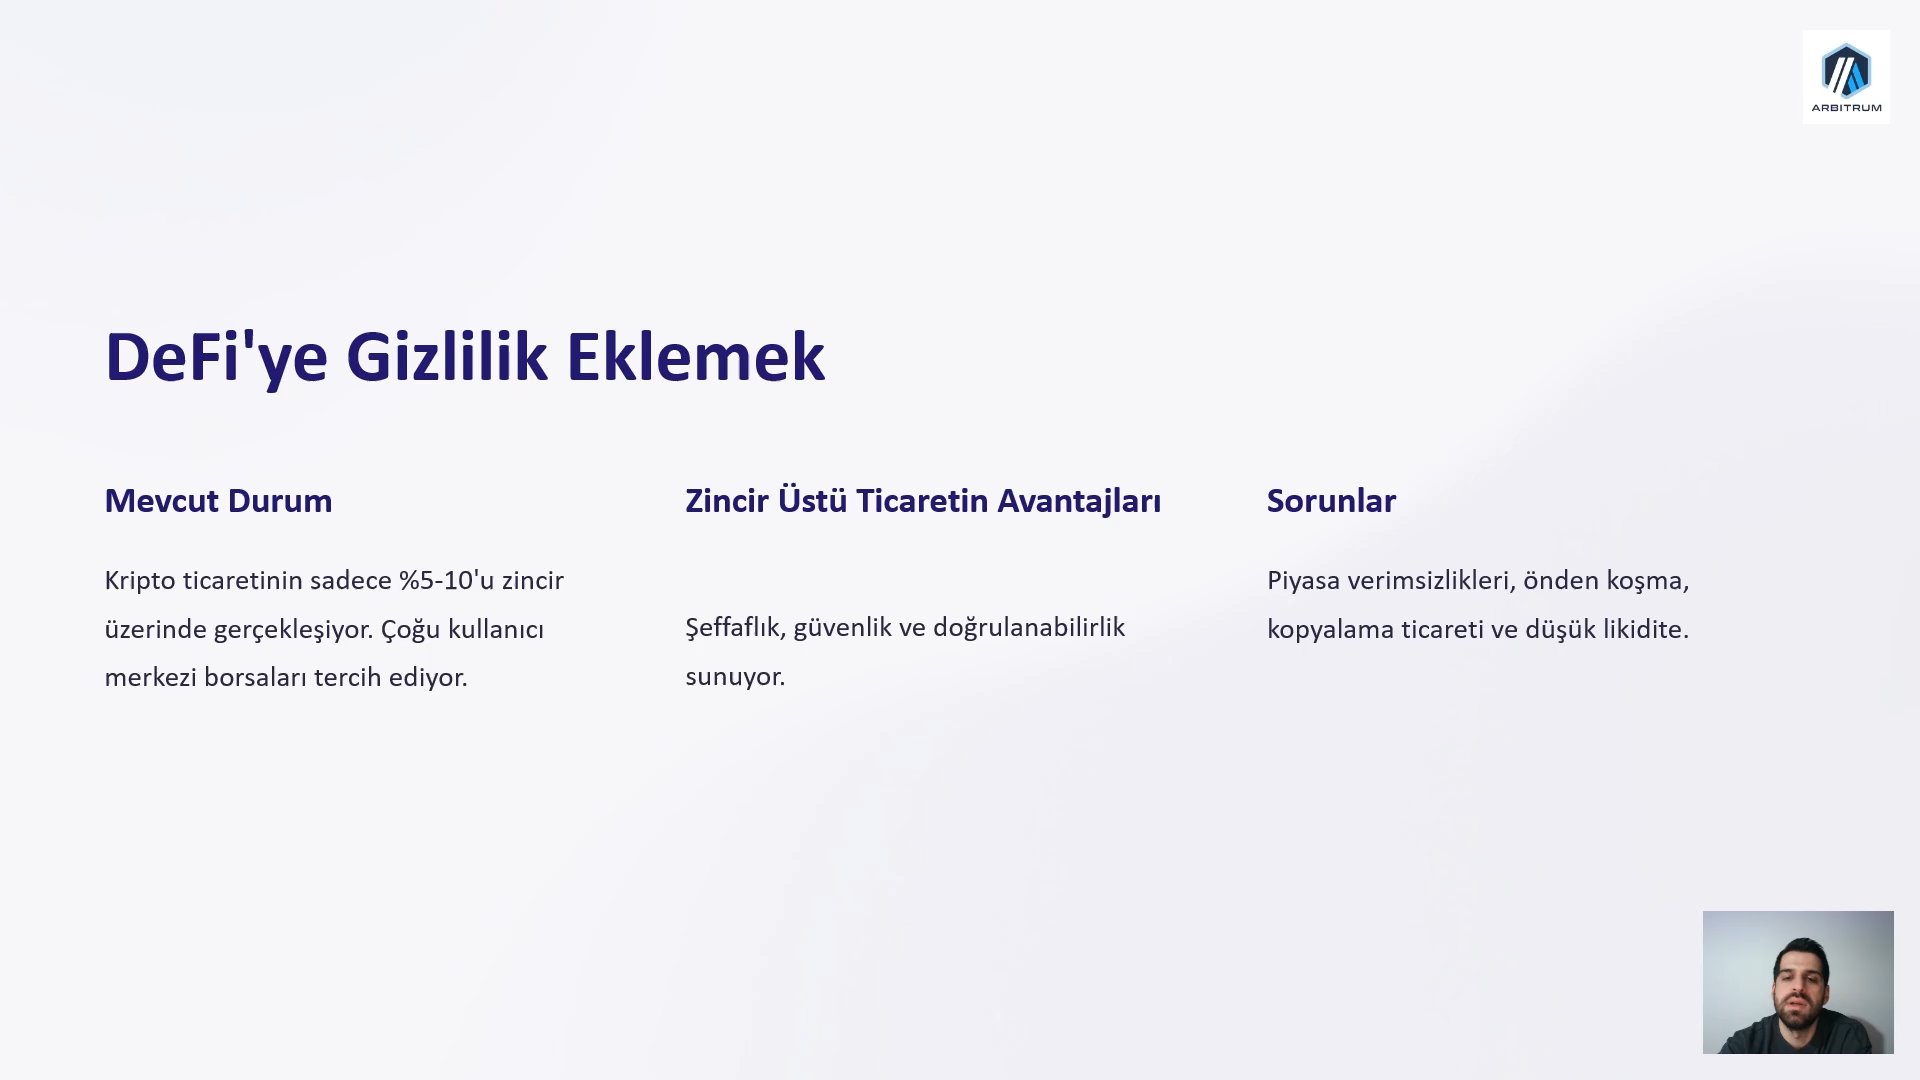 ARBITRUM
DeFi'ye Gizlilik Eklemek
Mevcut Durum
Kripto ticaretinin sadece %5-10'u zincir
üzerinde gerçekleşiyor. Çoğu kullanıcı
merkezi borsaları tercih ediyor.
Zincir Üstü Ticaretin Avantajları
Şeffaflık, güvenlik ve doğrulanabilirlik
sunuyor.
Sorunlar
Piyasa verimsizlikleri, önden koşma,
kopyalama ticareti ve düşük likidite.